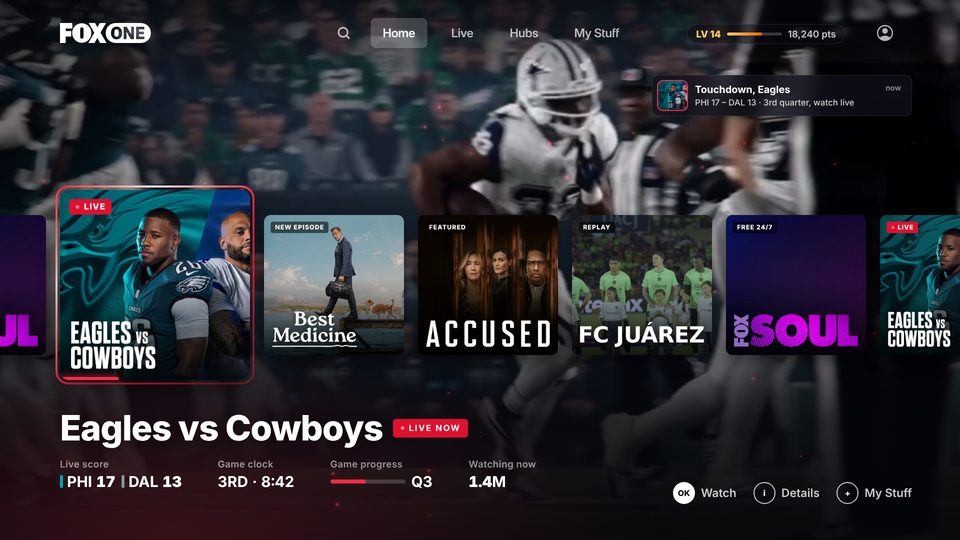 FOX ONE
Home
Live
Hubs
My Stuff
LV 14
18,240 pts
Touchdown, Eagles
now
PHI 17 – DAL 13 · 3rd quarter, watch live
UL
LIVE
EAGLES VS
COWBOYS
NEW EPISODE
Best
Medicine
FEATURED
ACCUSED
REPLAY
FC JUÁREZ
FREE 24/7
FOX SOUL
LIVE
EAGLES VS
COWBOYS
Eagles vs Cowboys
LIVE NOW
Live score
PHI 17 DAL 13
Game clock
3RD · 8:42
Game progress
Q3
Watching now
1.4M
OK Watch
i Details
+ My Stuff